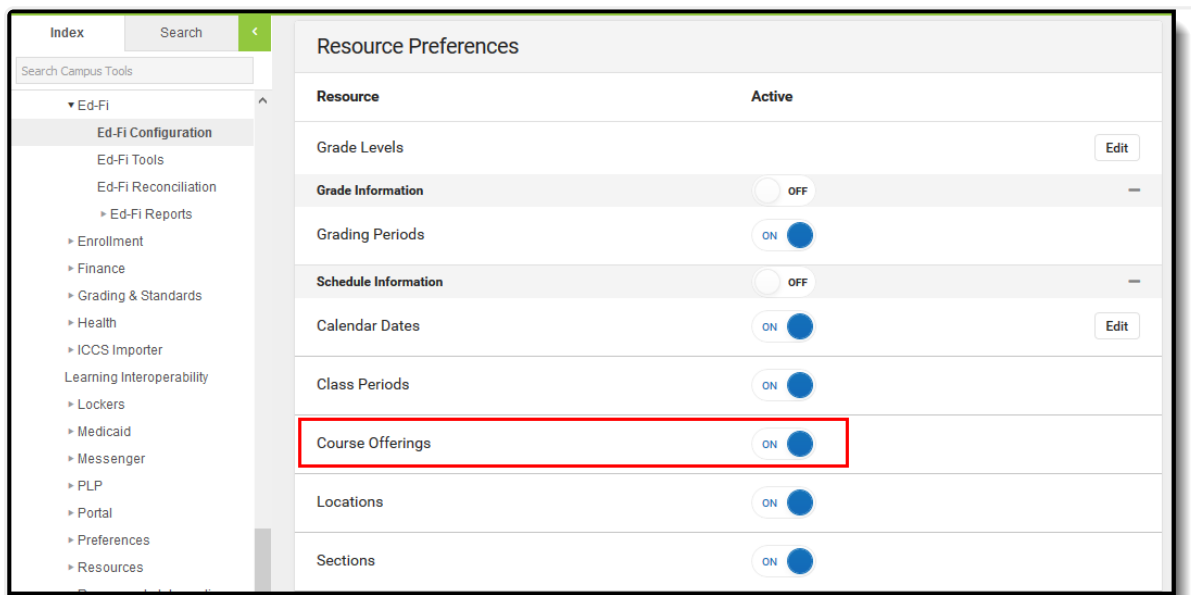 Index
Search
Search Campus Tools
Ed-Fi
Ed-Fi Configuration
Ed-Fi Tools
Ed-Fi Reconciliation
Ed-Fi Reports
Enrollment
Finance
Grading & Standards
Health
ICCS Importer
Learning Interoperability
Lockers
Medicaid
Messenger
PLP
Portal
Preferences
Resources
Resource Preferences
Resource Active
Grade Levels Edit
Grade Information OFF
Grading Periods ON
Schedule Information OFF
Calendar Dates ON Edit
Class Periods ON
Course Offerings ON
Locations ON
Sections ON